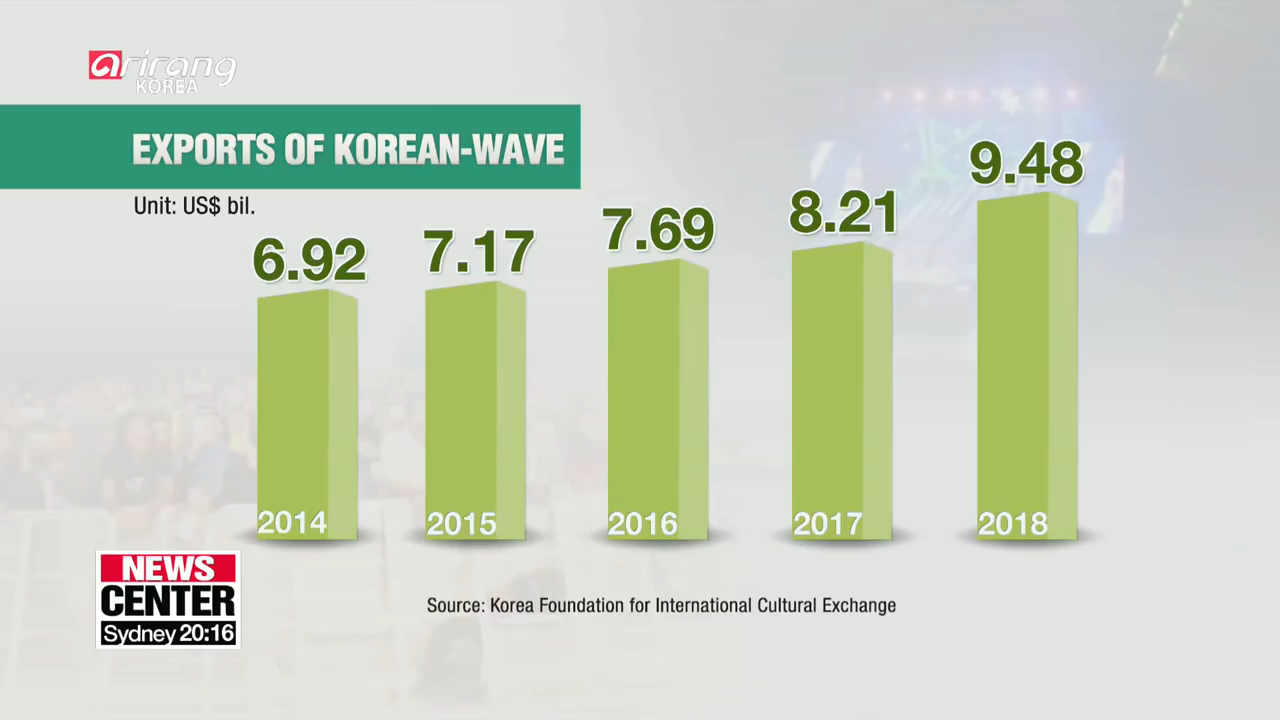 arirang
KOREA
EXPORTS OF KOREAN-WAVE
Unit: US$ bil.
6.92
7.17
7.69
8.21
9.48
2014
2015
2016
2017
2018
NEWS
CENTER
Sydney 20:16
Source: Korea Foundation for International Cultural Exchange